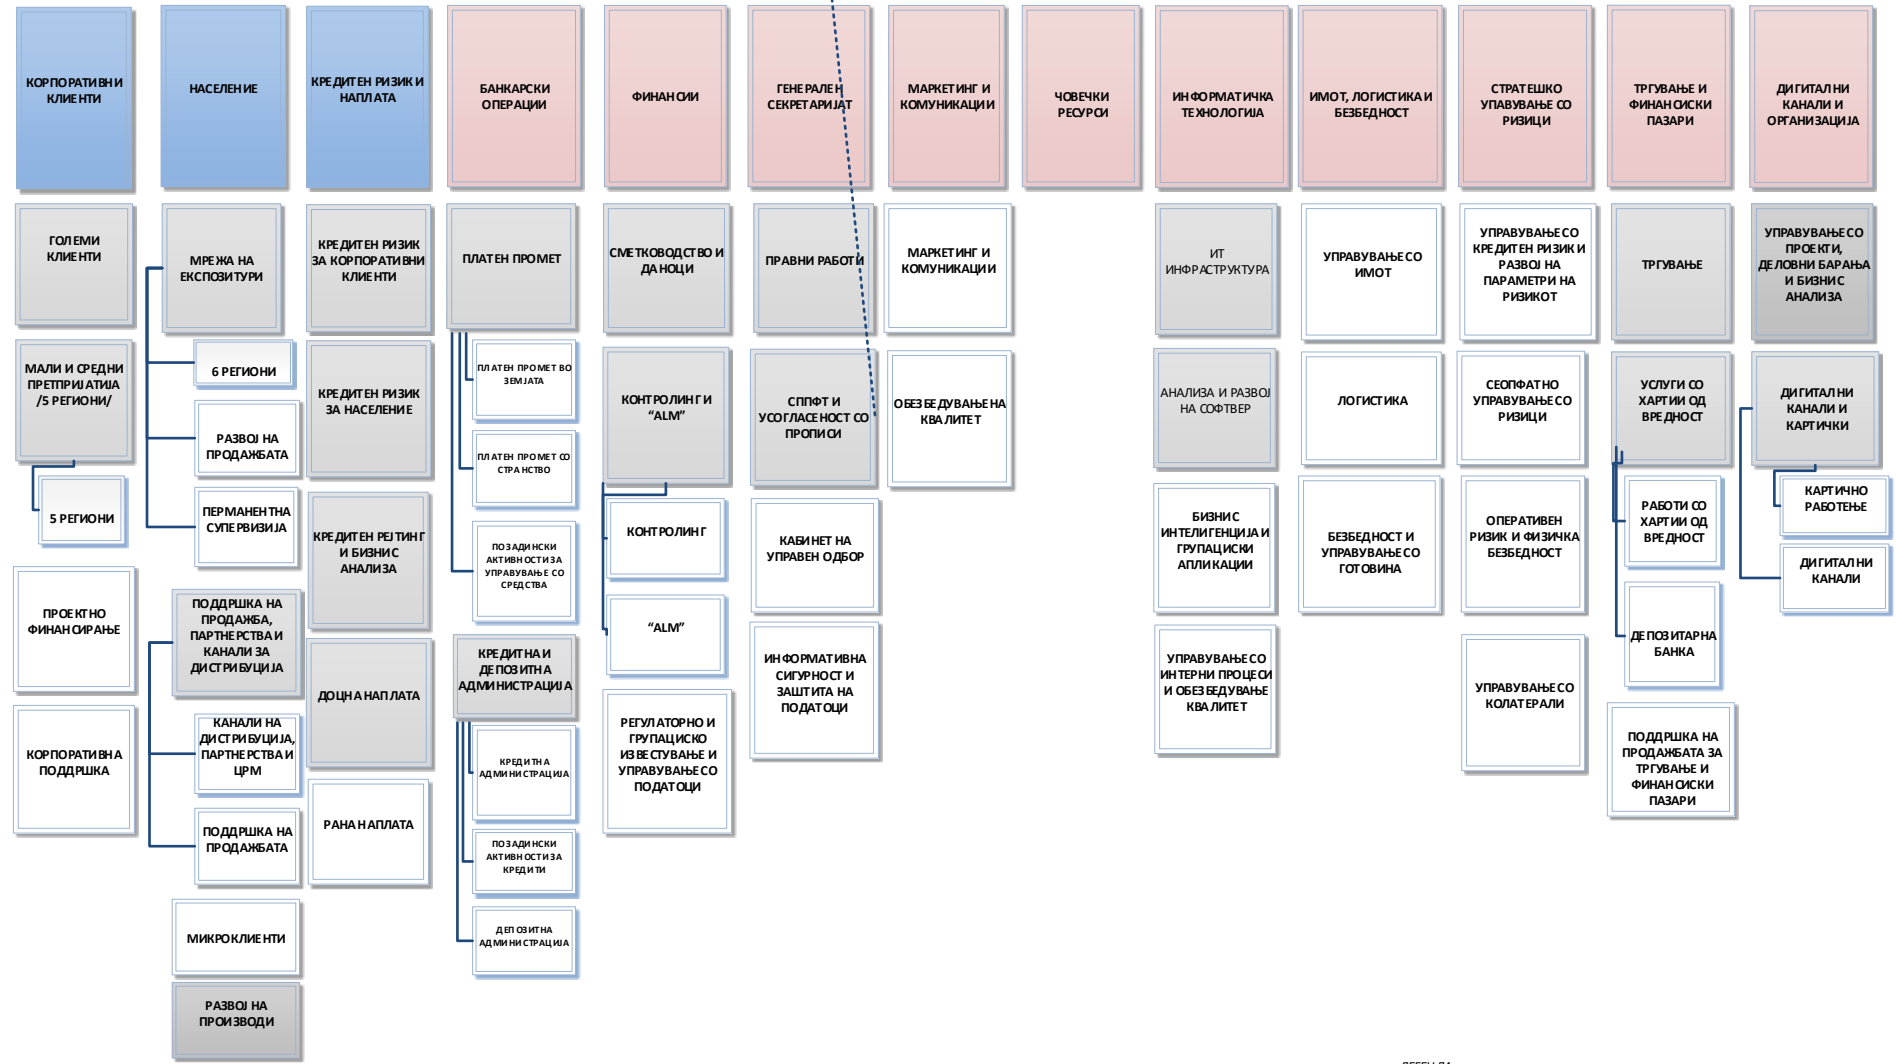 КОРПОРАТИВНИ
КЛИЕНТИ
НАСЕЛЕНИЕ
КРЕДИТЕН РИЗИК И
НАПЛАТА
БАНКАРСКИ
ОПЕРАЦИИ
ФИНАНСИИ
ГЕНЕРАЛЕН
СЕКРЕТАРИЈАТ
МАРКЕТИНГ И
КОМУНИКАЦИИ
ЧОВЕЧКИ
РЕСУРСИ
ИНФОРМАТИЧКА
ТЕХНОЛОГИЈА
ИМОТ, ЛОГИСТИКА И
БЕЗБЕДНОСТ
СТРАТЕШКО
УПАВУВАЊЕ СО
РИЗИЦИ
ТРГУВАЊЕ И
ФИНАНСИСКИ
ПАЗАРИ
ДИГИТАЛНИ
КАНАЛИ И
ОРГАНИЗАЦИЈА
ГОЛЕМИ
КЛИЕНТИ
МАЛИ И СРЕДНИ
ПРЕТПРИЈАТИЈА
/5 РЕГИОНИ/
5 РЕГИОНИ
ПРОЕКТНО
ФИНАНСИРАЊЕ
КОРПОРАТИВНА
ПОДДРШКА
МРЕЖА НА
ЕКСПОЗИТУРИ
6 РЕГИОНИ
РАЗВОЈ НА
ПРОДАЖБАТА
ПЕРМАНЕНТНА
СУПЕРВИЗИЈА
ПОДДРШКА НА
ПРОДАЖБА,
ПАРТНЕРСТВА И
КАНАЛИ ЗА
ДИСТРИБУЦИЈА
КАНАЛИ НА
ДИСТРИБУЦИЈА,
ПАРТНЕРСТВА И
ЦРМ
ПОДДРШКА НА
ПРОДАЖБАТА
МИКРОКЛИЕНТИ
РАЗВОЈ НА
ПРОИЗВОДИ
КРЕДИТЕН РИЗИК
ЗА КОРПОРАТИВНИ
КЛИЕНТИ
КРЕДИТЕН РИЗИК
ЗА НАСЕЛЕНИЕ
КРЕДИТЕН РЕЈТИНГ
И БИЗНИС
АНАЛИЗА
ДОЦНА НАПЛАТА
РАНА НАПЛАТА
ПЛАТЕН ПРОМЕТ
ПЛАТЕН ПРОМЕТ ВО
ЗЕМЈАТА
ПЛАТЕН ПРОМЕТ СО
СТРАНСТВО
ПОЗАДИНСКИ
АКТИВНОСТИ ЗА
УПРАВУВАЊЕ СО
СРЕДСТВА
КРЕДИТНА И
ДЕПОЗИТНА
АДМИНИСТРАЦИЈА
КРЕДИТНА
АДМИНИСТРАЦИЈА
ПОЗАДИНСКИ
АКТИВНОСТИ ЗА
КРЕДИТИ
ДЕПОЗИТНА
АДМИНИСТРАЦИЈА
СМЕТКОВОДСТВО И
ДАНОЦИ
КОНТРОЛИНГ И
“ALM”
КОНТРОЛИНГ
“ALM”
РЕГУЛАТОРНО И
ГРУПАЦИСКО
ИЗВЕСТУВАЊЕ И
УПРАВУВАЊЕ СО
ПОДАТОЦИ
ПРАВНИ РАБОТИ
СППФТ И
УСОГЛАСЕНОСТ СО
ПРОПИСИ
КАБИНЕТ НА
УПРАВЕН ОДБОР
ИНФОРМАТИВНА
СИГУРНОСТ И
ЗАШТИТА НА
ПОДАТОЦИ
МАРКЕТИНГ И
КОМУНИКАЦИИ
ОБЕЗБЕДУВАЊЕ НА
КВАЛИТЕТ
ИТ
ИНФРАСТРУКТУРА
АНАЛИЗА И РАЗВОЈ
НА СОФТВЕР
БИЗНИС
ИНТЕЛИГЕНЦИЈА И
ГРУПАЦИСКИ
АПЛИКАЦИИ
УПРАВУВАЊЕ СО
ИНТЕРНИ ПРОЦЕСИ
И ОБЕЗБЕДУВАЊЕ
КВАЛИТЕТ
УПРАВУВАЊЕ СО
ИМОТ
ЛОГИСТИКА
БЕЗБЕДНОСТ И
УПРАВУВАЊЕ СО
ГОТОВИНА
УПРАВУВАЊЕ СО
КРЕДИТЕН РИЗИК И
РАЗВОЈ НА
ПАРАМЕТРИ НА
РИЗИКОТ
СЕОПФАТНО
УПРАВУВАЊЕ СО
РИЗИЦИ
ОПЕРАТИВЕН
РИЗИК И ФИЗИЧКА
БЕЗБЕДНОСТ
УПРАВУВАЊЕ СО
КОЛАТЕРАЛИ
ТРГУВАЊЕ
УСЛУГИ СО
ХАРТИИ ОД
ВРЕДНОСТ
РАБОТИ СО
ХАРТИИ ОД
ВРЕДНОСТ
ДЕПОЗИТАРНА
БАНКА
ПОДДРШКА НА
ПРОДАЖБАТА ЗА
ТРГУВАЊЕ И
ФИНАНСИСКИ
ПАЗАРИ
УПРАВУВАЊЕ СО
ПРОЕКТИ,
ДЕЛОВНИ БАРАЊА
И БИЗНИС
АНАЛИЗА
ДИГИТАЛНИ
КАНАЛИ И
КАРТИЧКИ
КАРТИЧНО
РАБОТЕЊЕ
ДИГИТАЛНИ
КАНАЛИ